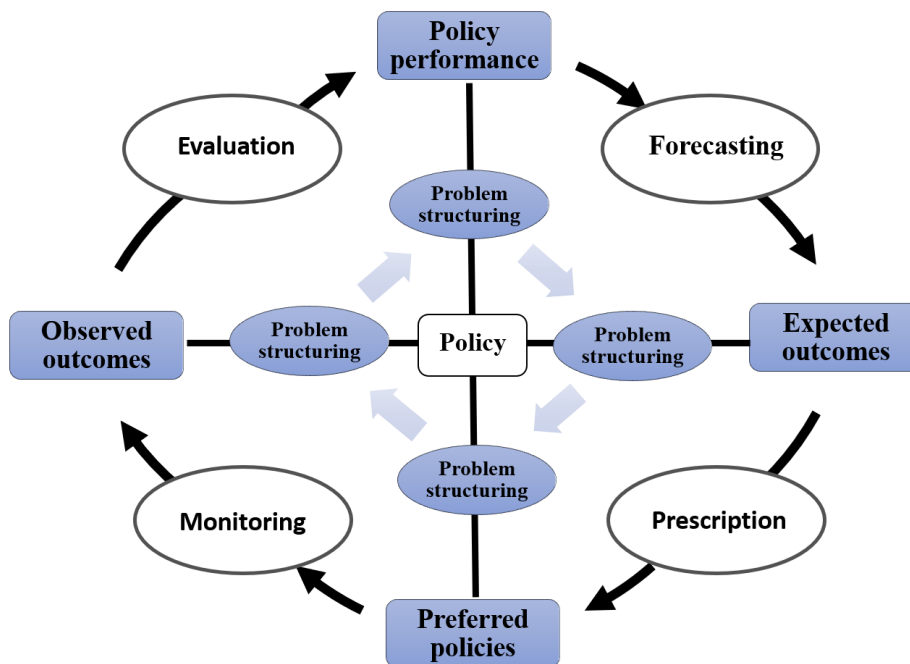 Policy
performance
Evaluation
Forecasting
Problem
structuring
Observed
outcomes
Problem
structuring
Policy
Problem
structuring
Expected
outcomes
Problem
structuring
Monitoring
Prescription
Preferred
policies